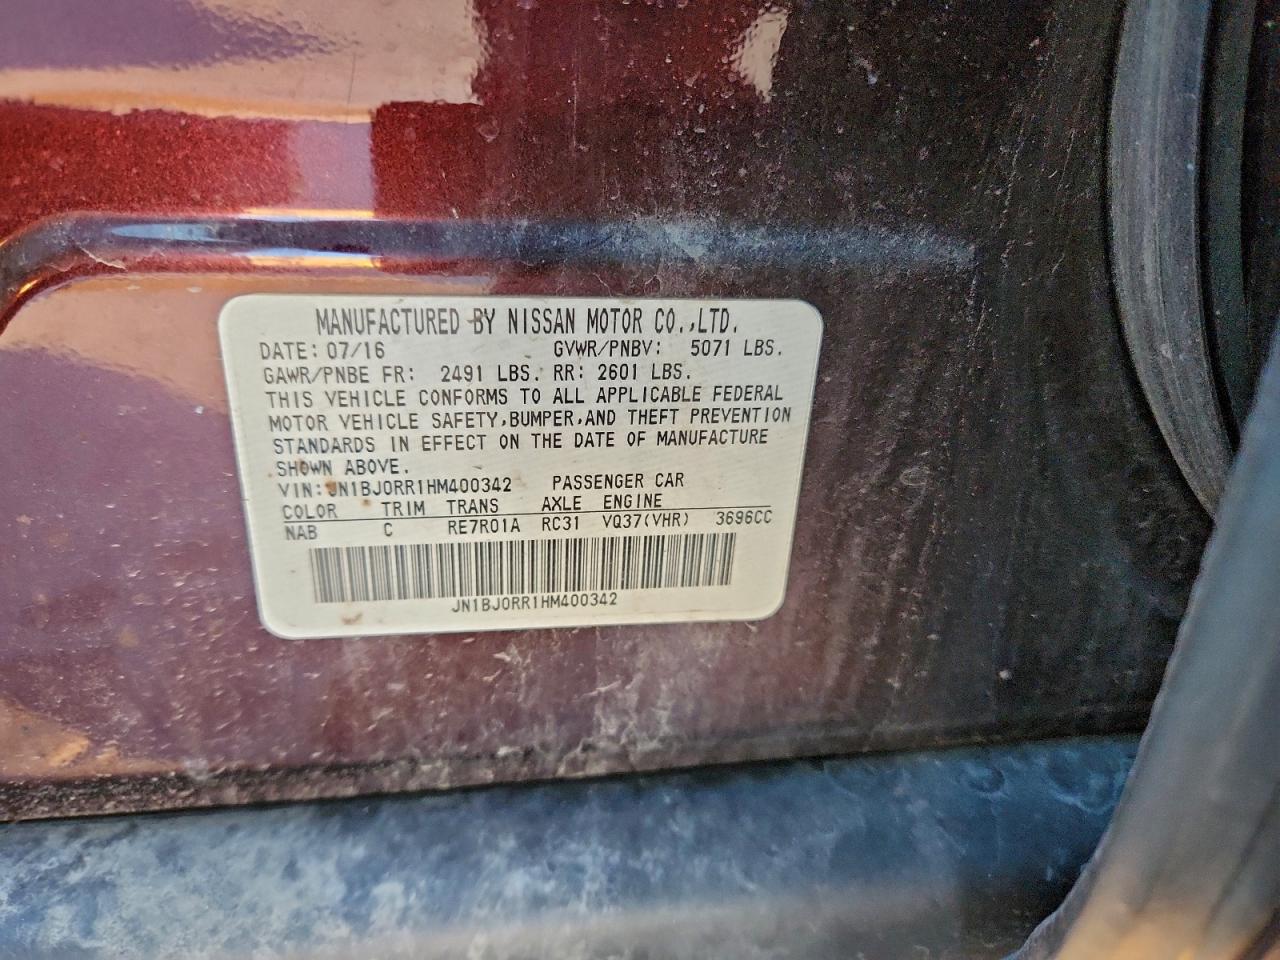 MANUFACTURED BY NISSAN MOTOR CO.,LTD.
DATE: 07/16 GVWR/PNBV: 5071 LBS.
GAWR/PNBE FR: 2491 LBS. RR: 2601 LBS.
THIS VEHICLE CONFORMS TO ALL APPLICABLE FEDERAL
MOTOR VEHICLE SAFETY,BUMPER,AND THEFT PREVENTION
STANDARDS IN EFFECT ON THE DATE OF MANUFACTURE
SHOWN ABOVE.
VIN: JN1BJ0RR1HM400342 PASSENGER CAR
COLOR TRIM TRANS AXLE ENGINE
NAB C RE7R01A RC31 VQ37(VHR) 3696CC
JN1BJ0RR1HM400342